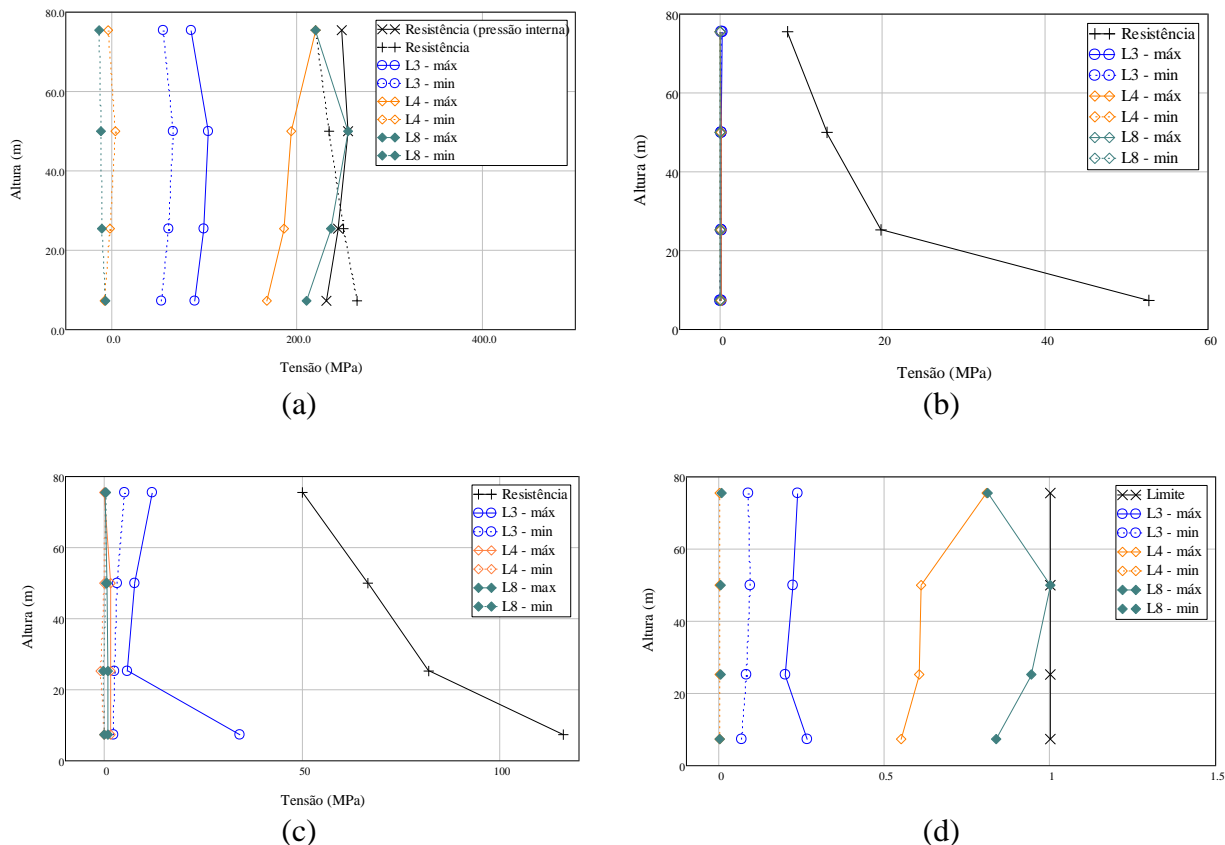 80.0
60.0
40.0
20.0
0.0
Altura (m)
0.0
200.0
400.0
Tensão (MPa)
Resistência (pressão interna)
Resistência
L3 - máx
L3 - min
L4 - máx
L4 - min
L8 - máx
L8 - min
(a)
80
60
40
20
0
Altura (m)
0
20
40
60
Tensão (MPa)
Resistência
L3 - máx
L3 - min
L4 - máx
L4 - min
L8 - máx
L8 - min
(b)
80
60
40
20
0
Altura (m)
0
50
100
Tensão (MPa)
Resistência
L3 - máx
L3 - min
L4 - máx
L4 - min
L8 - max
L8 - min
(c)
80
60
40
20
0
Altura (m)
0
0.5
1
1.5
Limite
L3 - máx
L3 - min
L4 - máx
L4 - min
L8 - máx
L8 - min
(d)